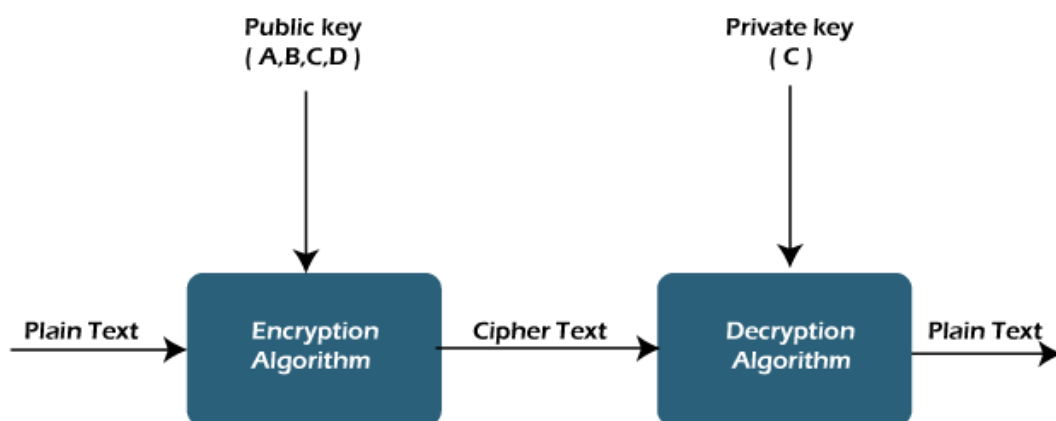 Public key
( A,B,C,D )
Private key
( C )
Plain Text
Encryption
Algorithm
Cipher Text
Decryption
Algorithm
Plain Text